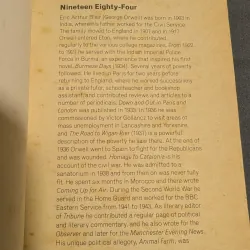 Nineteen Eighty-Four
Eric Arthur Blair (George Orwell) was born in 1903 in
India, where his father worked for the Civil Service.
The family moved to England in 1907 and in 1917
Orwell entered Eton, where he contributed
regularly to the various college magazines. From 1922
to 1927 he served with the Indian Imperial Police
Force in Burma, an experience that inspired his first
novel, Burmese Days (1934). Several years of poverty
followed. He lived in Paris for two years before
returning to England, where he worked successively
as a private tutor, schoolteacher and bookshop
assistant, and contributed reviews and articles to a
number of periodicals. Down and Out in Paris and
London was published in 1933. In 1936 he was
commissioned by Victor Gollancz to visit areas of
mass unemployment in Lancashire and Yorkshire,
and The Road to Wigan Pier (1937) is a powerful
description of the poverty he saw there. At the end of
1936 Orwell went to Spain to fight for the Republicans
and was wounded. Homage to Catalonia is his
account of the civil war. He was admitted to a
sanatorium in 1938 and from then on was never fully
fit. He spent six months in Morocco and there wrote
Coming Up for Air. During the Second World War he
served in the Home Guard and worked for the BBC
Eastern Service from 1941 to 1943. As literary editor
of Tribune he contributed a regular page of political
and literary commentary, and he also wrote for the
Observer and later for the Manchester Evening News.
His unique political allegory, Animal Farm, was